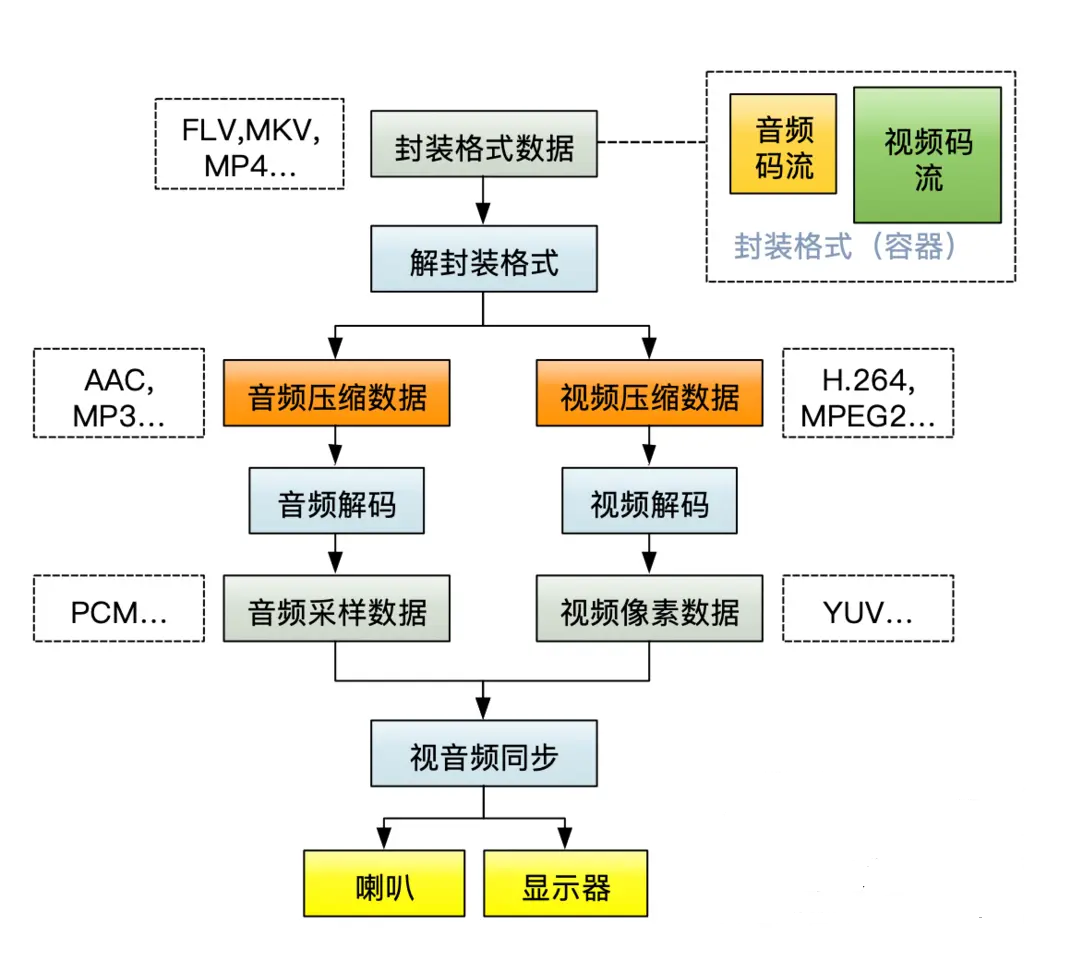 FLV,MKV,
MP4...
封装格式数据
音频
码流
视频码
流
封装格式（容器）
解封装格式
AAC,
MP3...
音频压缩数据
视频压缩数据
H.264,
MPEG2...
音频解码
视频解码
PCM...
音频采样数据
视频像素数据
YUV...
视音频同步
喇叭
显示器